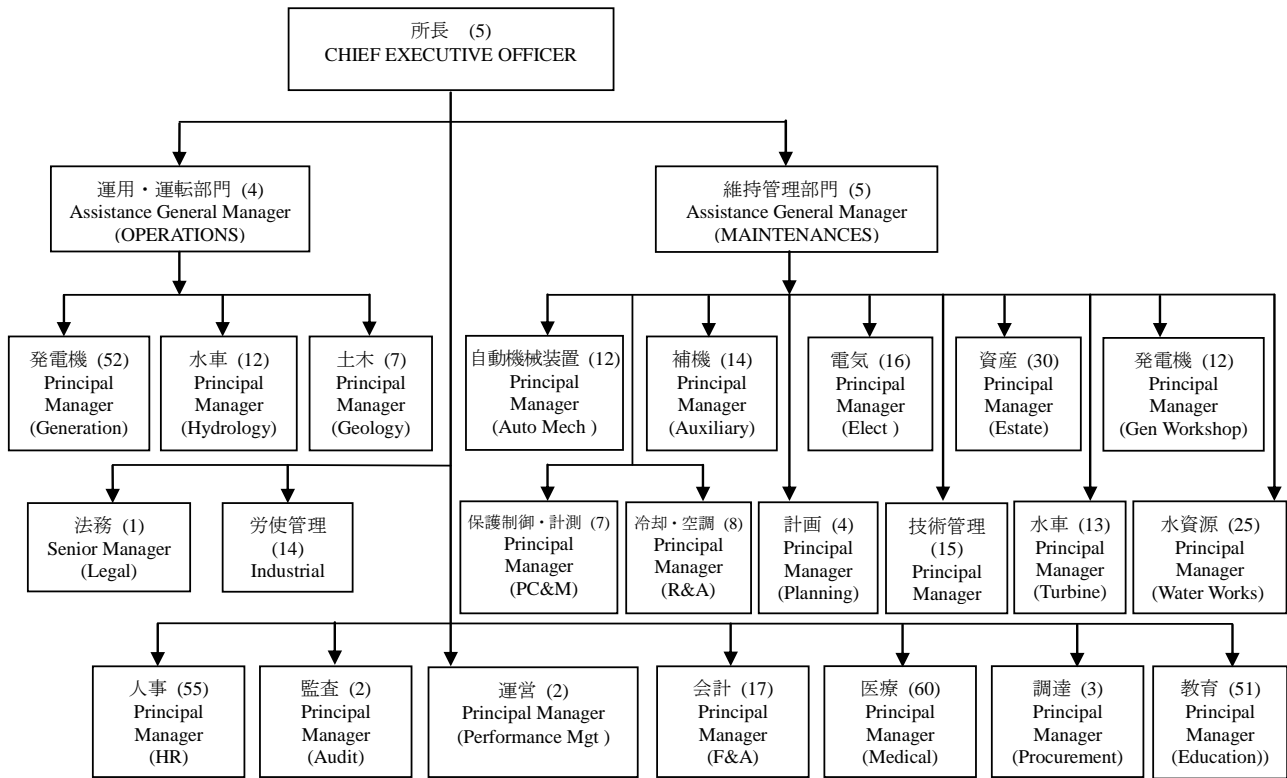 所長 (5)
CHIEF EXECUTIVE OFFICER
運用・運転部門 (4)
Assistance General Manager
(OPERATIONS)
維持管理部門 (5)
Assistance General Manager
(MAINTENANCES)
発電機 (52)
Principal
Manager
(Generation)
水車 (12)
Principal
Manager
(Hydrology)
土木 (7)
Principal
Manager
(Geology)
自動機械装置 (12)
Principal
Manager
(Auto Mech )
補機 (14)
Principal
Manager
(Auxiliary)
電気 (16)
Principal
Manager
(Elect )
資産 (30)
Principal
Manager
(Estate)
発電機 (12)
Principal
Manager
(Gen Workshop)
法務 (1)
Senior Manager
(Legal)
労使管理
(14)
Industrial
保護制御・計測 (7)
Principal
Manager
(PC&M)
冷却・空調 (8)
Principal
Manager
(R&A)
計画 (4)
Principal
Manager
(Planning)
技術管理
(15)
Principal
Manager
水車 (13)
Principal
Manager
(Turbine)
水資源 (25)
Principal
Manager
(Water Works)
人事 (55)
Principal
Manager
(HR)
監査 (2)
Principal
Manager
(Audit)
運営 (2)
Principal Manager
(Performance Mgt )
会計 (17)
Principal
Manager
(F&A)
医療 (60)
Principal
Manager
(Medical)
調達 (3)
Principal
Manager
(Procurement)
教育 (51)
Principal
Manager
(Education))